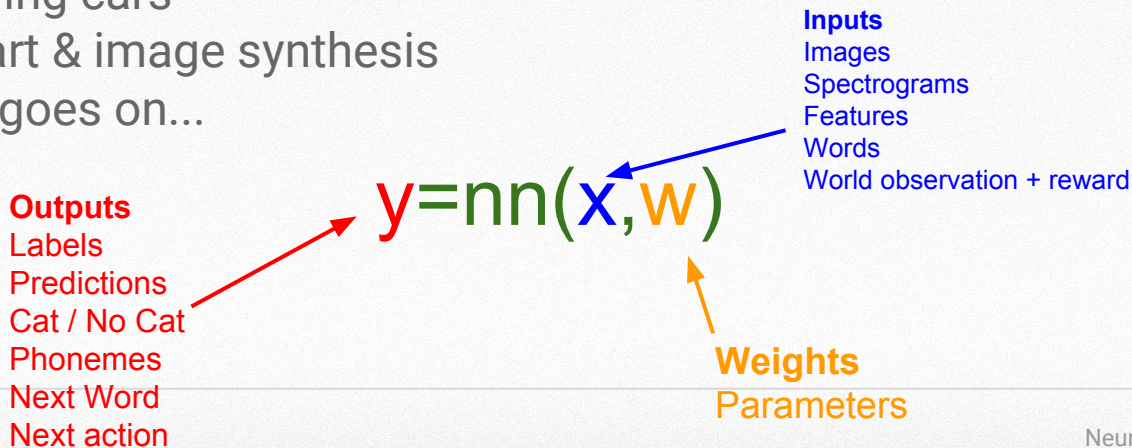 art & image synthesis
goes on...
Inputs
Images
Spectrograms
Features
Words
World observation + reward
y=nn(x,w)
Outputs
Labels
Predictions
Cat / No Cat
Phonemes
Next Word
Next action
Weights
Parameters